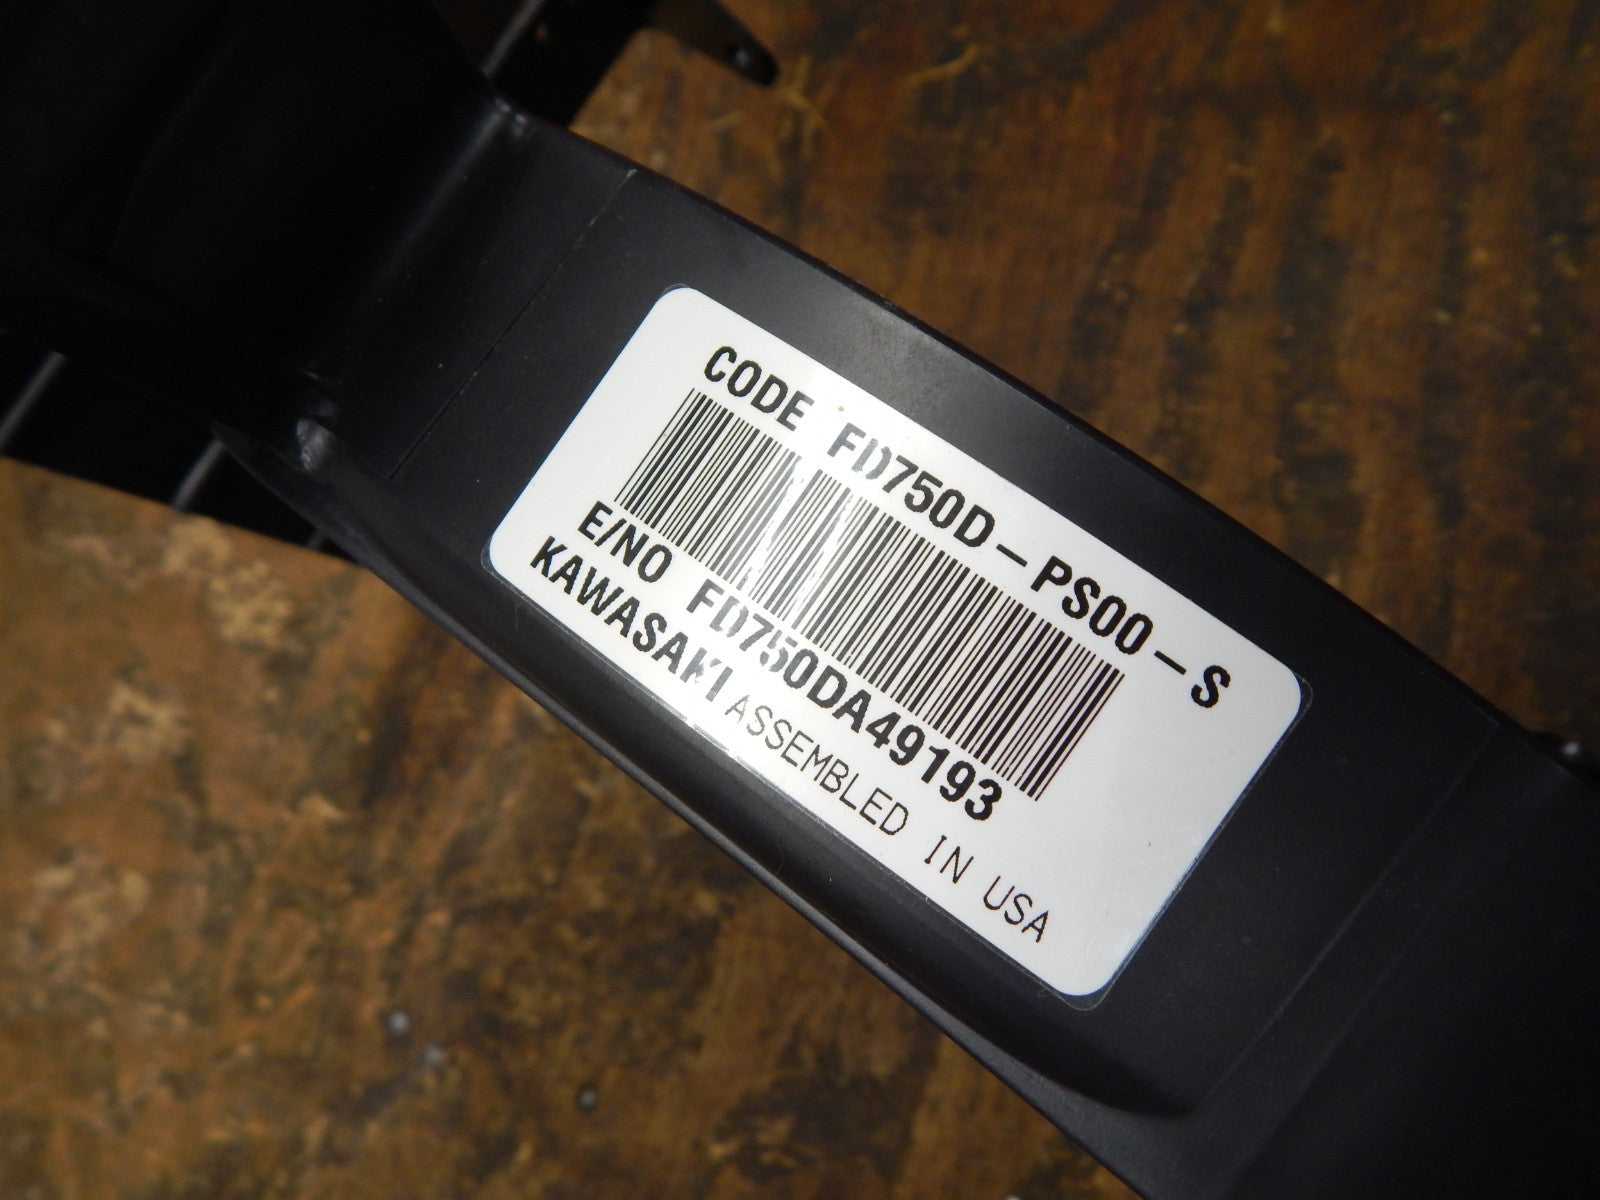 CODE FD750D-PS00-S
E/NO FD750DA49193
KAWASAKI ASSEMBLED IN USA